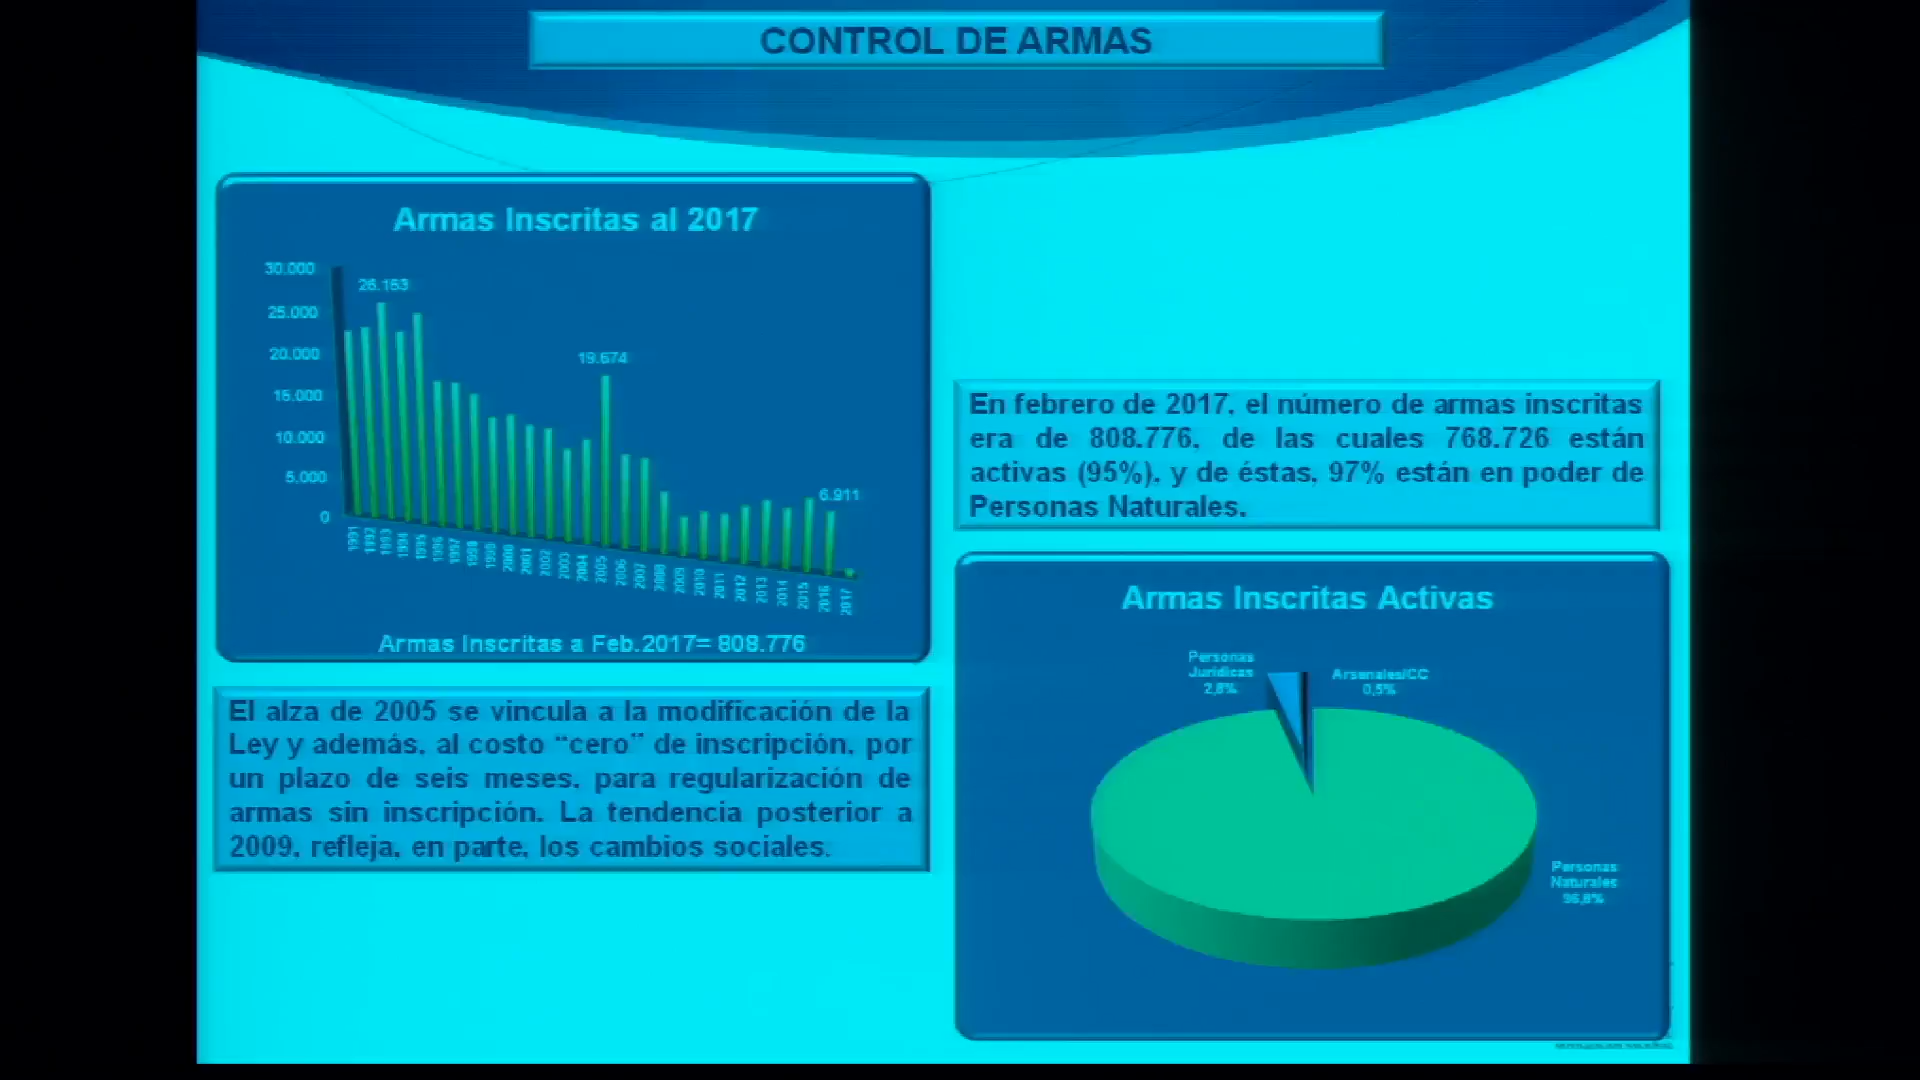 CONTROL DE ARMAS
Armas Inscritas al 2017
30.000
25.000
20.000
15.000
10.000
5.000
0
26.153
19.674
6.911
1991
1992
1993
1994
1995
1996
1997
1998
1999
2000
2001
2002
2003
2004
2005
2006
2007
2008
2009
2010
2011
2012
2013
2014
2015
2016
2017
Armas Inscritas a Feb.2017= 808.776
El alza de 2005 se vincula a la modificación de la
Ley y además, al costo “cero” de inscripción, por
un plazo de seis meses, para regularización de
armas sin inscripción. La tendencia posterior a
2009, refleja, en parte, los cambios sociales.
En febrero de 2017, el número de armas inscritas
era de 808.776, de las cuales 768.726 están
activas (95%), y de éstas, 97% están en poder de
Personas Naturales.
Armas Inscritas Activas
Personas
Jurídicas
2,8%
Arsenales/CC
0,5%
Personas
Naturales
96,8%